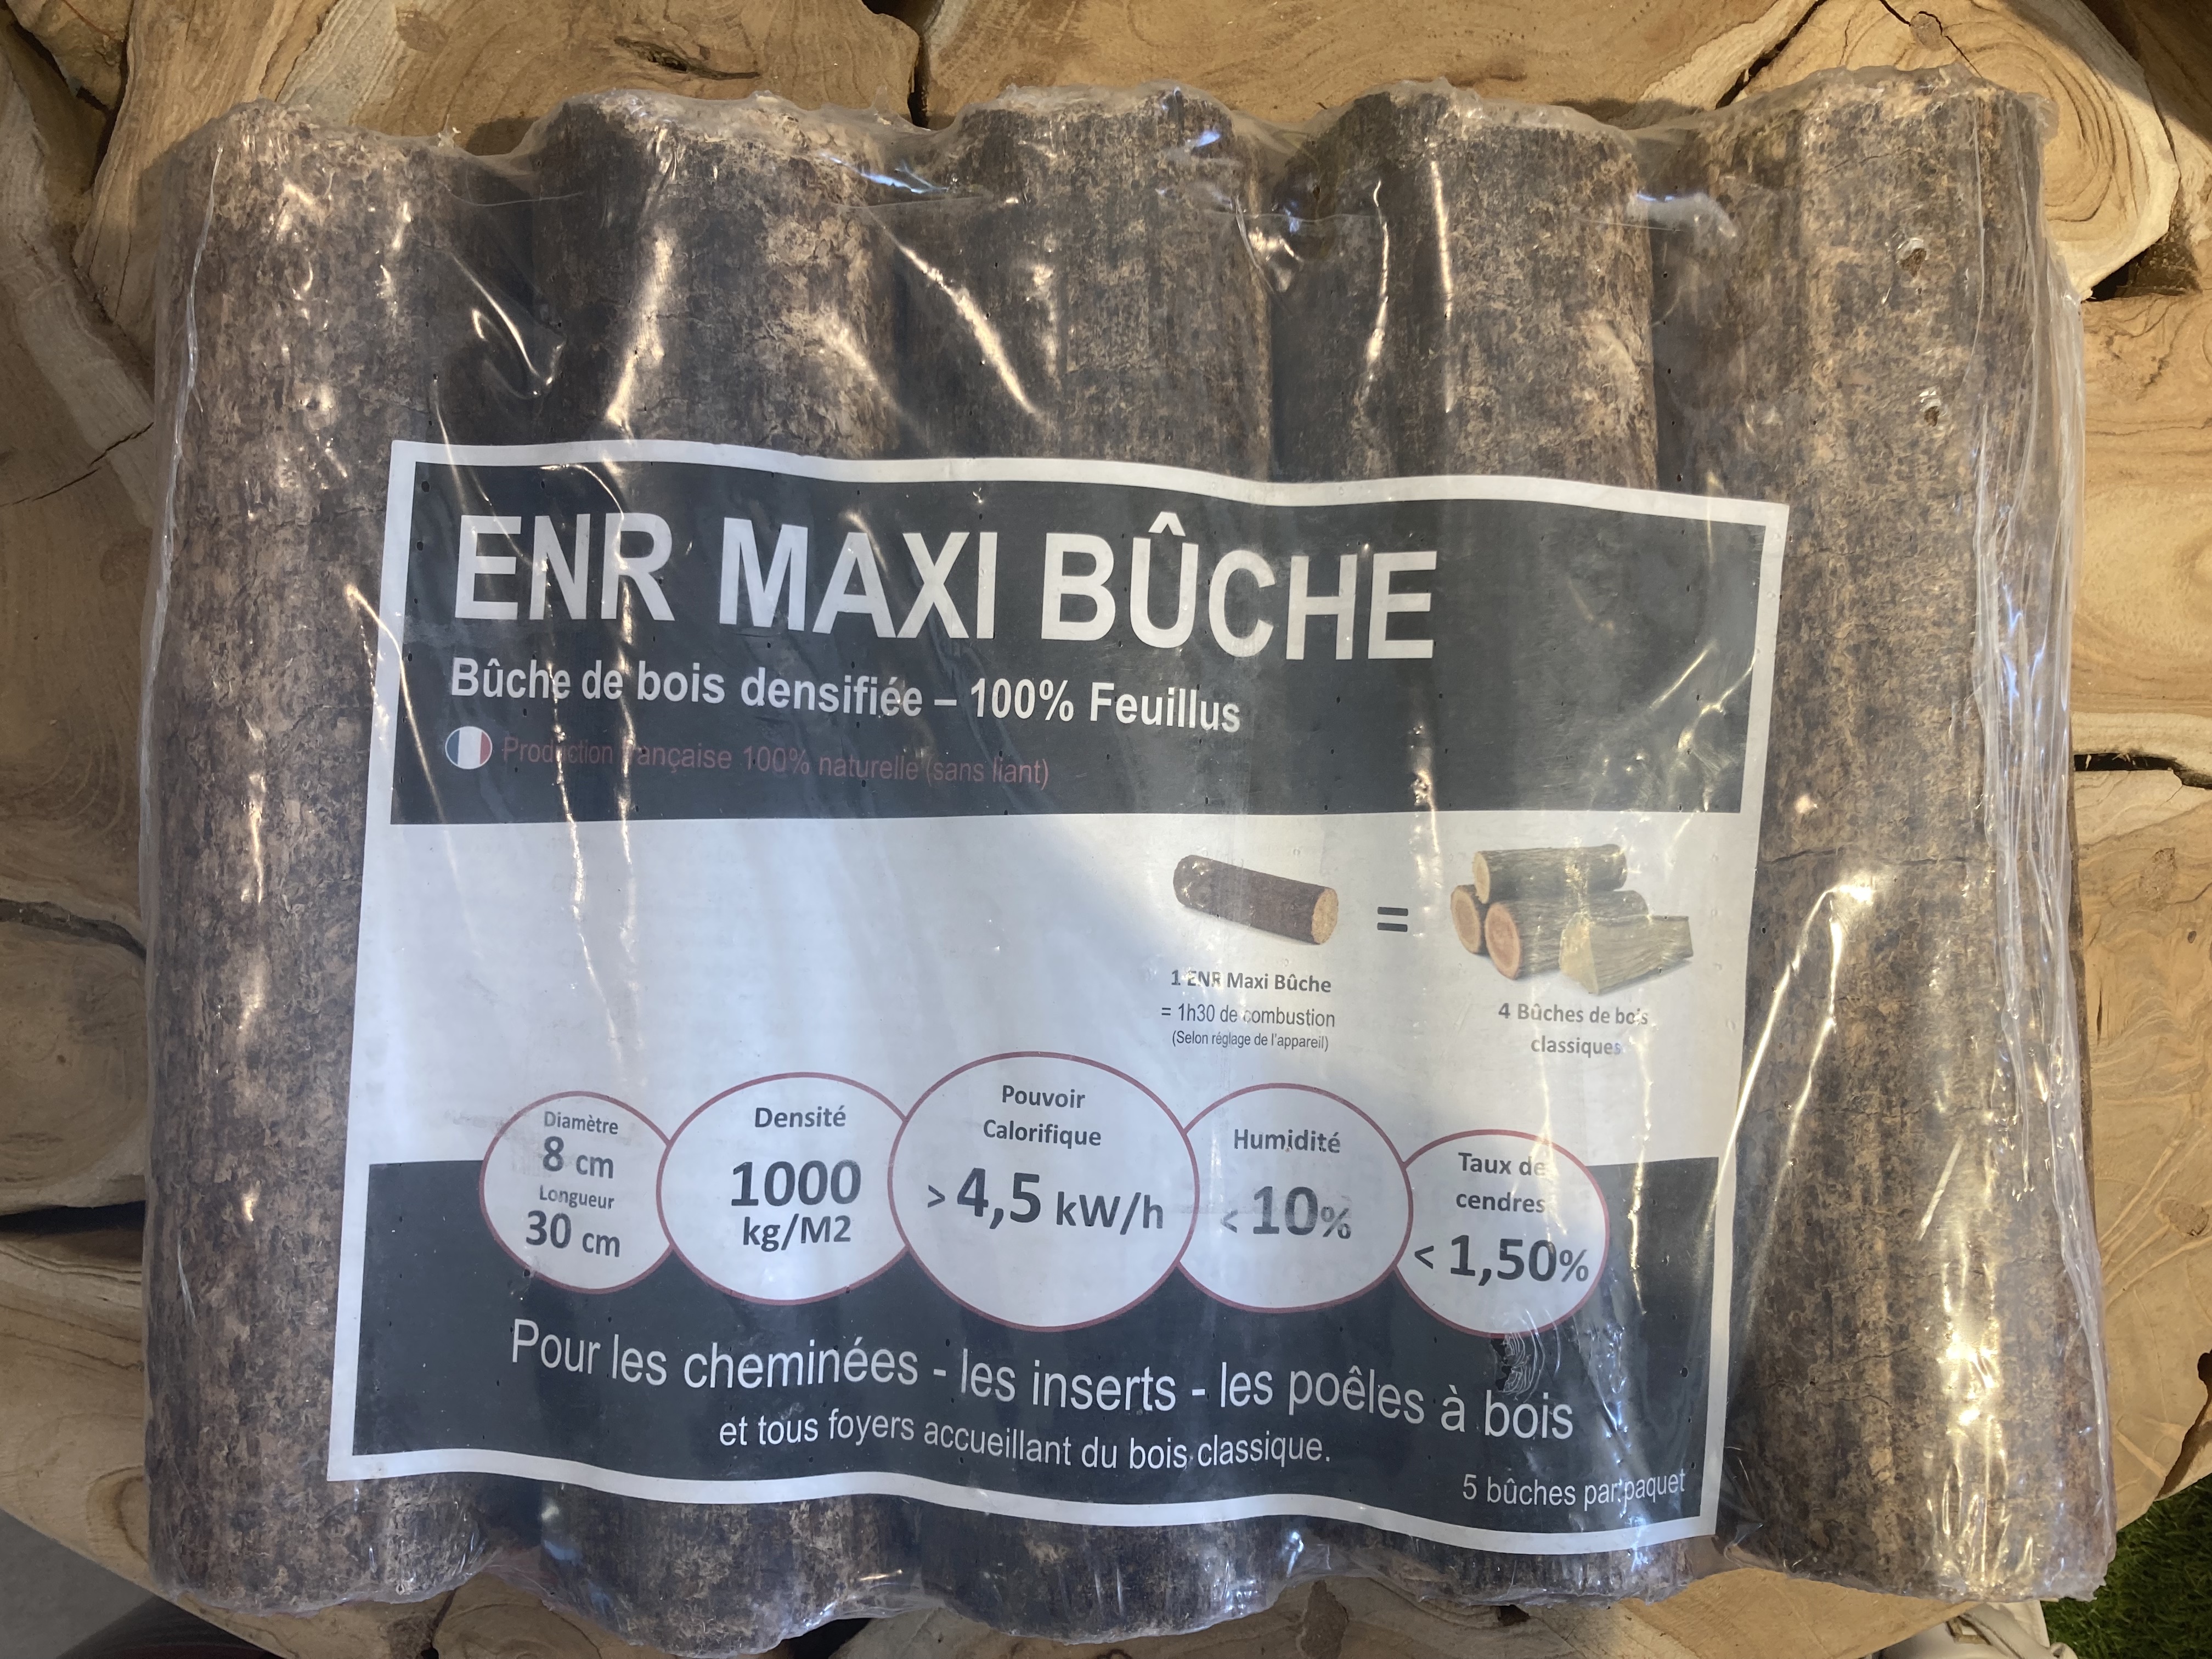 ENR MAXI BÛCHE
Bûche de bois densifiée – 100% Feuillus
Production française 100% naturelle (sans liant)
1 ENR Maxi Bûche
= 1h30 de combustion
(Selon réglage de l'appareil)
=
4 Bûches de bois
classiques
Diamètre
8 cm
Longueur
30 cm
Densité
1000
kg/M2
Pouvoir
Calorifique
> 4,5 kW/h
Humidité
< 10%
Taux de
cendres
< 1,50%
Pour les cheminées - les inserts - les poêles à bois
et tous foyers accueillant du bois classique.
5 bûches par paquet